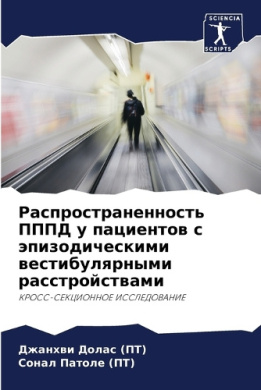 SCIENCIA
SCRIPTS
Распространенность
ПППД у пациентов с
эпизодическими
вестибулярными
расстройствами
КРОСС-СЕКЦИОННОЕ ИССЛЕДОВАНИЕ
Джанхви Долас (ПТ)
Сонал Патоле (ПТ)